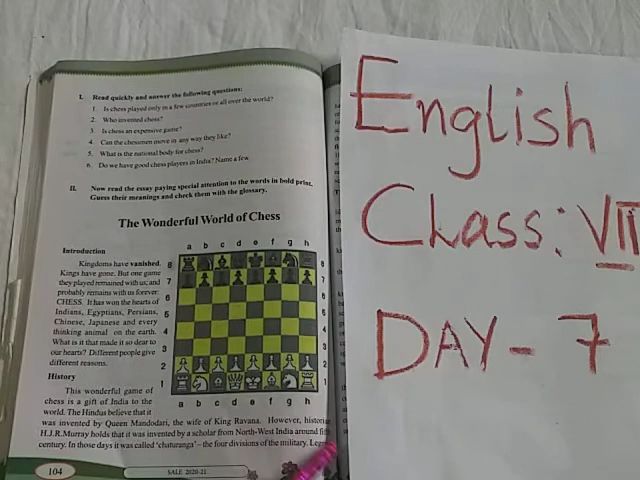 I. Read quickly and answer the following questions:
1. Is chess played only in a few countries or all over the world?
2. Who invented chess?
3. Is chess an expensive game?
4. Can the chessmen move in any way they like?
5. What is the national body for chess?
6. Do we have good chess players in India? Name a few.
II. Now read the essay paying special attention to the words in bold print.
Guess their meanings and check them with the glossary.
The Wonderful World of Chess
Introduction
Kingdoms have vanished.
Kings have gone. But one game
they played remained with us; and
probably remains with us forever:
CHESS. It has won the hearts of
Indians, Egyptians, Persians,
Chinese, Japanese and every
thinking animal on the earth.
What is it that made it so dear to
our hearts? Different people give
different reasons.
a b c d e f g h
8 8
7 7
6 6
5 5
4 4
3 3
2 2
1 1
a b c d e f g h
History
This wonderful game of
chess is a gift of India to the
world. The Hindus believe that it
was invented by Queen Mandodari, the wife of King Ravana. However,
H.J.R.Murray holds that it was invented by a scholar from North-West India around
century. In those days it was called 'chaturanga' – the four divisions of the military.
104
SALE 2020-21
English
Class: VII
DAY - 7